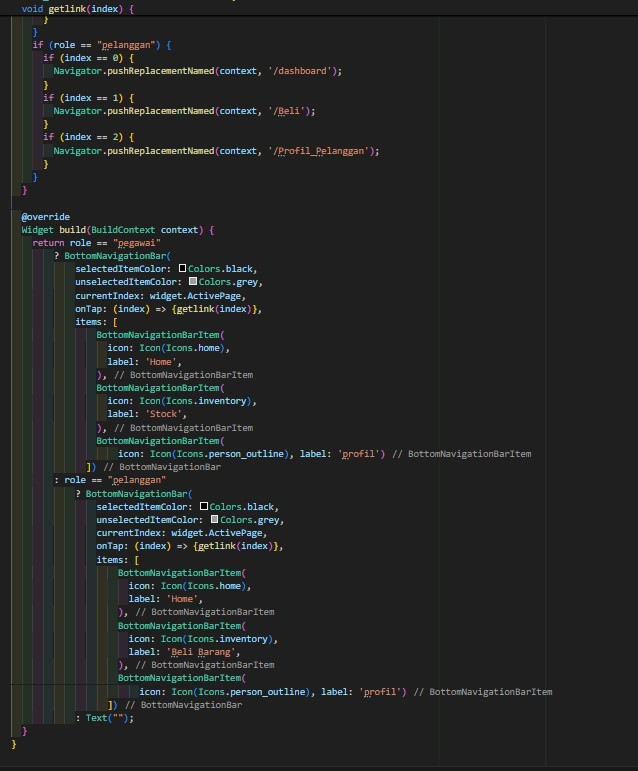 void getlink(index) {
}
}
if (role == "pelanggan") {
if (index == 0) {
Navigator.pushReplacementNamed(context, '/dashboard');
}
if (index == 1) {
Navigator.pushReplacementNamed(context, '/Beli');
}
if (index == 2) {
Navigator.pushReplacementNamed(context, '/Profil_Pelanggan');
}
}
}
@override
Widget build(BuildContext context) {
return role == "pegawai"
? BottomNavigationBar(
selectedItemColor: Colors.black,
unselectedItemColor: Colors.grey,
currentIndex: widget.ActivePage,
onTap: (index) => {getlink(index)},
items: [
BottomNavigationBarItem(
icon: Icon(Icons.home),
label: 'Home',
), // BottomNavigationBarItem
BottomNavigationBarItem(
icon: Icon(Icons.inventory),
label: 'Stock',
), // BottomNavigationBarItem
BottomNavigationBarItem(
icon: Icon(Icons.person_outline), label: 'profil') // BottomNavigationBarItem
]) // BottomNavigationBar
: role == "pelanggan"
? BottomNavigationBar(
selectedItemColor: Colors.black,
unselectedItemColor: Colors.grey,
currentIndex: widget.ActivePage,
onTap: (index) => {getlink(index)},
items: [
BottomNavigationBarItem(
icon: Icon(Icons.home),
label: 'Home',
), // BottomNavigationBarItem
BottomNavigationBarItem(
icon: Icon(Icons.inventory),
label: 'Beli Barang',
), // BottomNavigationBarItem
BottomNavigationBarItem(
icon: Icon(Icons.person_outline), label: 'profil') // BottomNavigationBarItem
]) // BottomNavigationBar
: Text("");
}
}